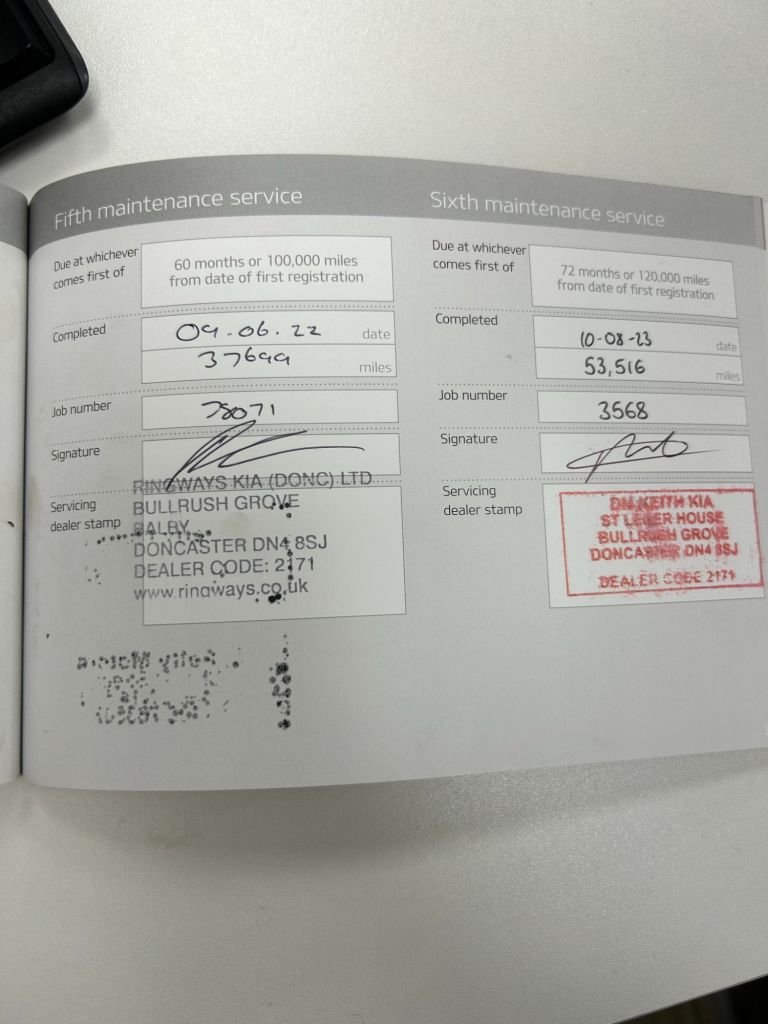 Fifth maintenance service
Due at whichever
comes first of
60 months or 100,000 miles
from date of first registration
Completed
09.06.22 date
37699 miles
Job number
78071
Signature
Servicing
dealer stamp
RINGWAYS KIA (DONC) LTD
BULLRUSH GROVE
BALBY
DONCASTER DN4 8SJ
DEALER CODE: 2171
www.ringways.co.uk
Sixth maintenance service
Due at whichever
comes first of
72 months or 120,000 miles
from date of first registration
Completed
10-08-23 date
53,516 miles
Job number
3568
Signature
Servicing
dealer stamp
DM KEITH KIA
ST LEGER HOUSE
BULLRUSH GROVE
DONCASTER DN4 8SJ
DEALER CODE 2171